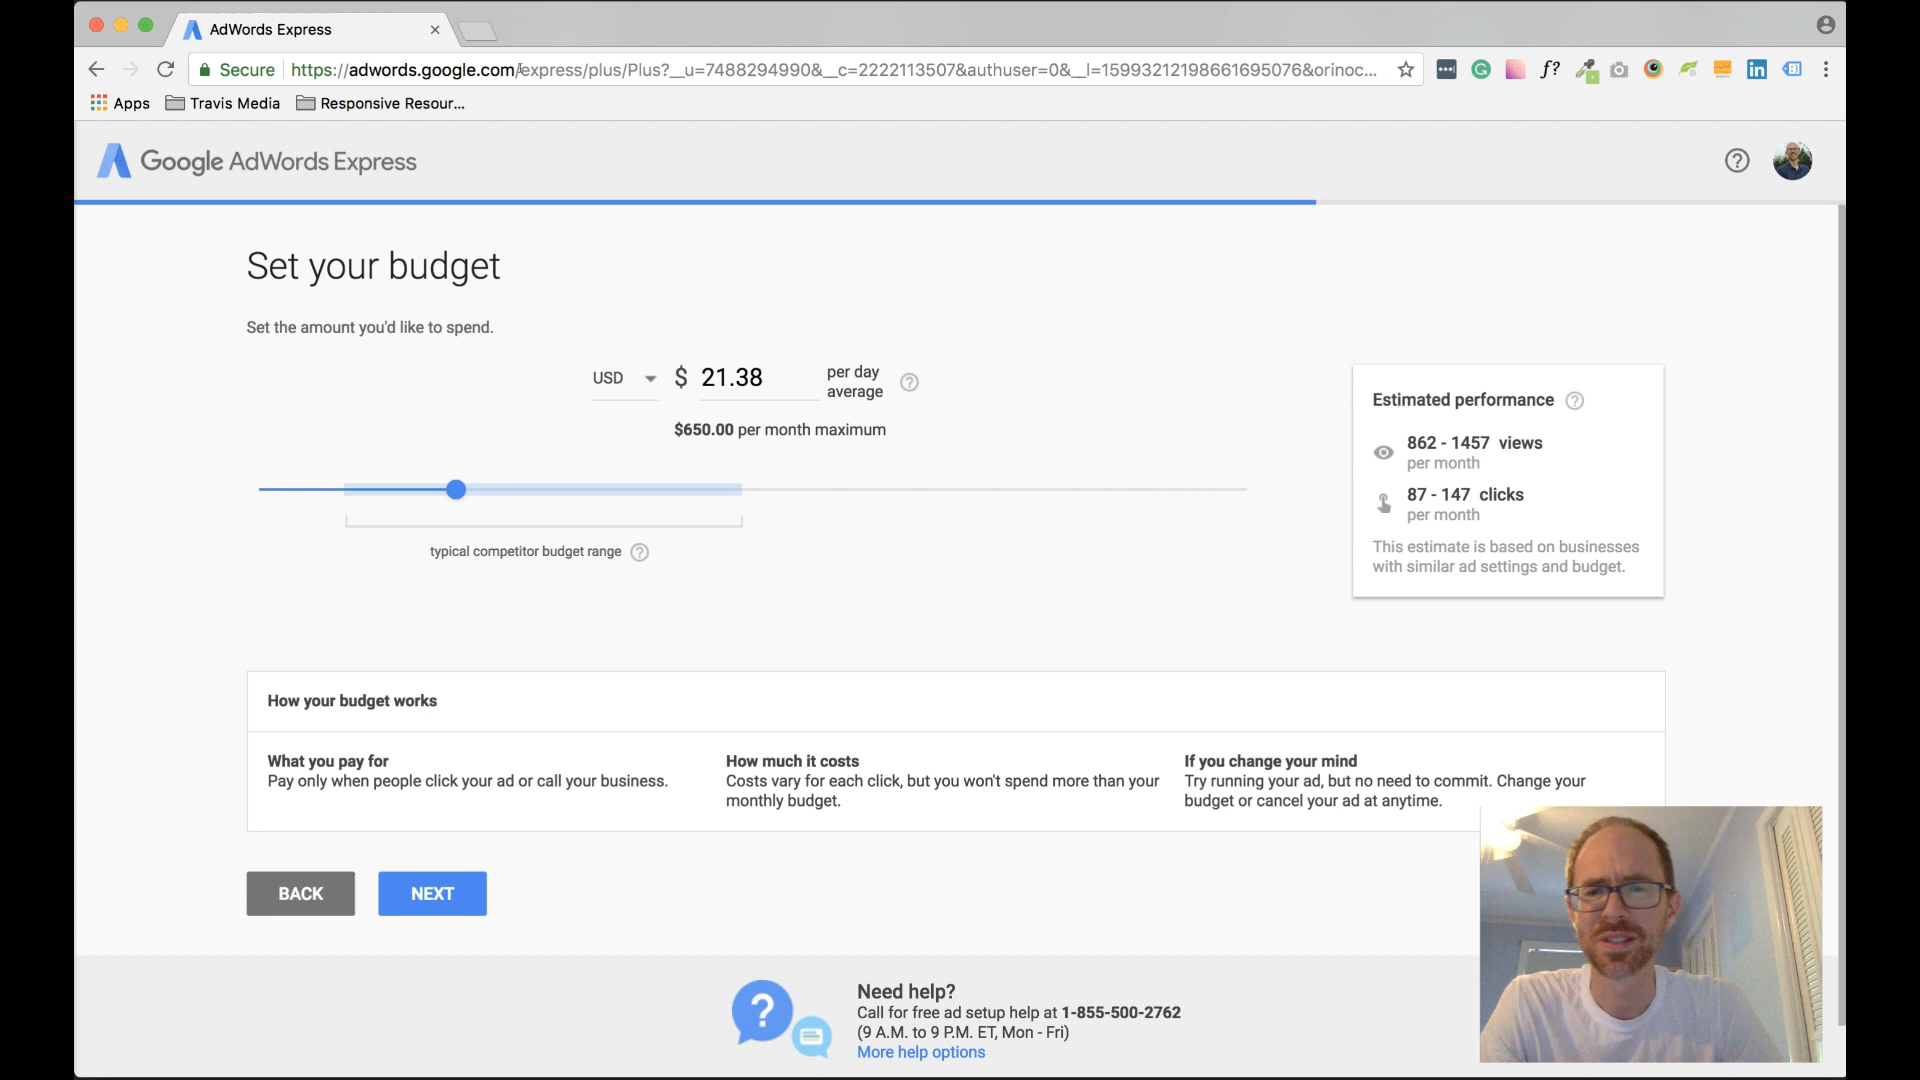 AdWords Express
Secure https://adwords.google.com/express/plus/Plus?__u=7488294990&__c=2222113507&authuser=0&__l=15993212198661695076&orinoc...
Apps Travis Media Responsive Resour...
Google AdWords Express
Set your budget
Set the amount you'd like to spend.
USD $ 21.38 per day
average
$650.00 per month maximum
typical competitor budget range
Estimated performance
862 - 1457 views
per month
87 - 147 clicks
per month
This estimate is based on businesses
with similar ad settings and budget.
How your budget works
What you pay for
Pay only when people click your ad or call your business.
How much it costs
Costs vary for each click, but you won't spend more than your
monthly budget.
If you change your mind
Try running your ad, but no need to commit. Change your
budget or cancel your ad at anytime.
BACK NEXT
Need help?
Call for free ad setup help at 1-855-500-2762
(9 A.M. to 9 P.M. ET, Mon - Fri)
More help options